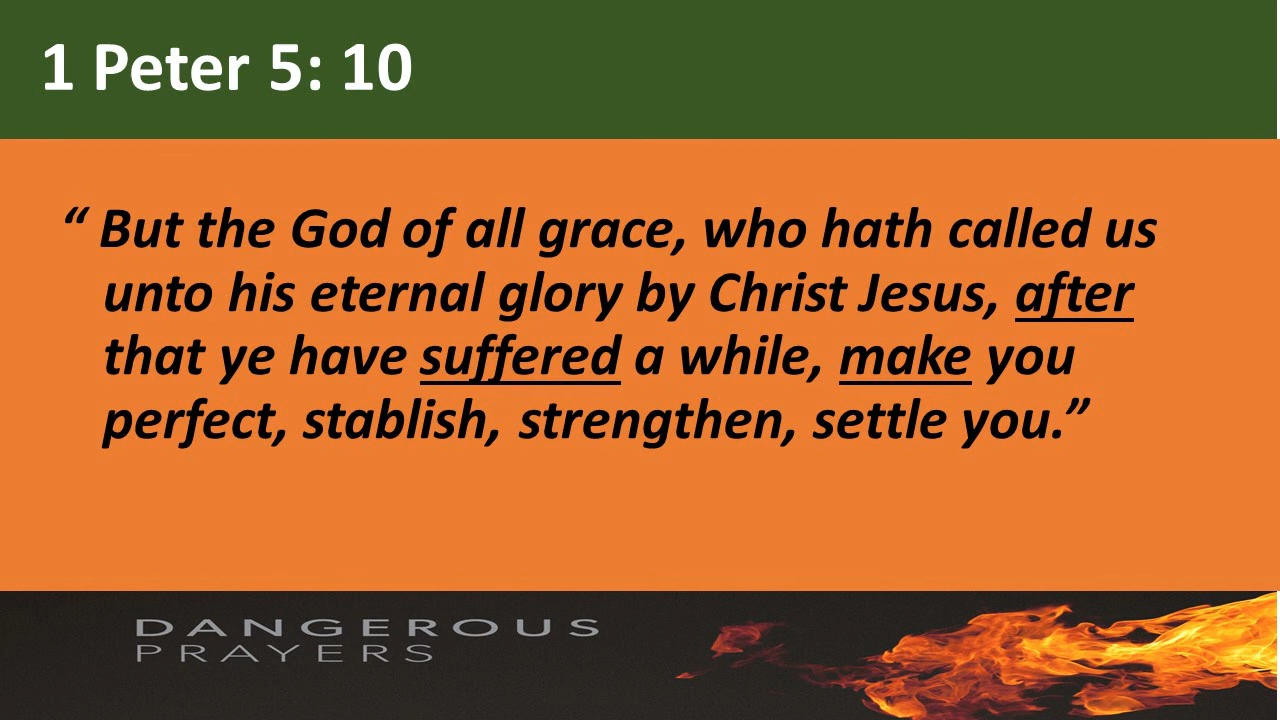 1 Peter 5: 10
“ But the God of all grace, who hath called us
unto his eternal glory by Christ Jesus, after
that ye have suffered a while, make you
perfect, stablish, strengthen, settle you.”
DANGEROUS
PRAYERS